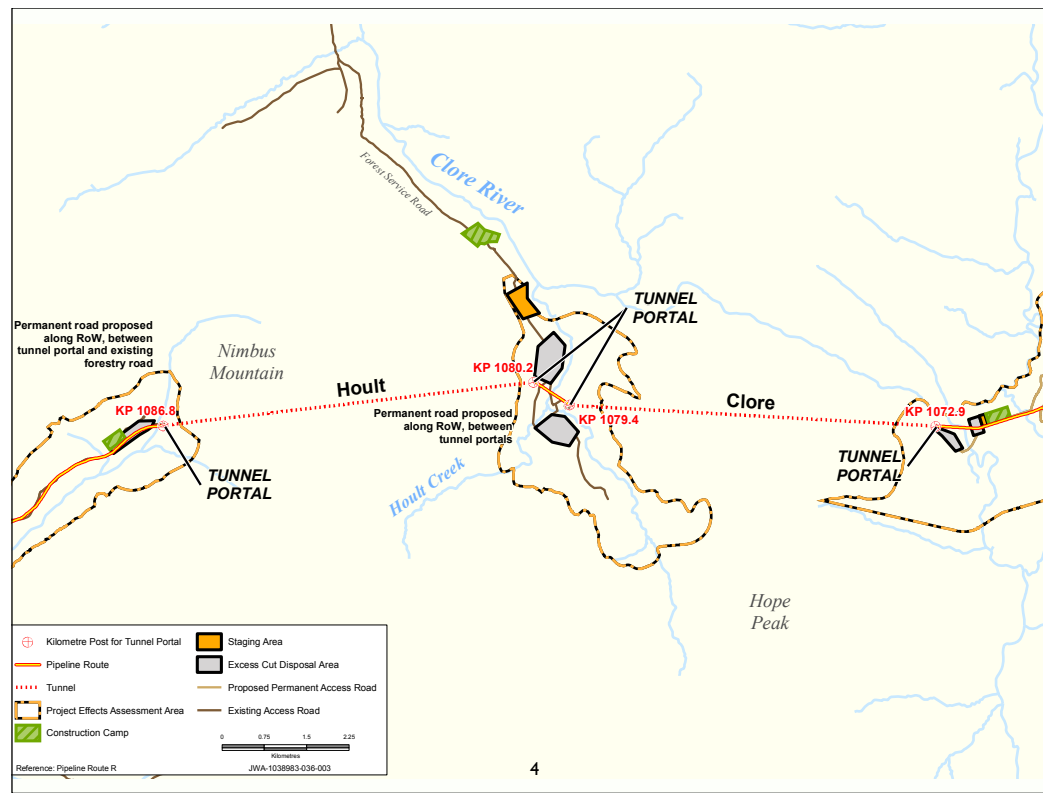 Forest Service Road
Clore River
TUNNEL
PORTAL
Permanent road proposed
along RoW, between
tunnel portal and existing
forestry road
Nimbus
Mountain
KP 1080.2
Hoult
Clore
KP 1086.8
Permanent road proposed
along RoW, between
tunnel portals
KP 1079.4
KP 1072.9
TUNNEL
PORTAL
TUNNEL
PORTAL
Hoult Creek
Hope
Peak
Kilometre Post for Tunnel Portal
Pipeline Route
Tunnel
Project Effects Assessment Area
Construction Camp
Staging Area
Excess Cut Disposal Area
Proposed Permanent Access Road
Existing Access Road
0 0.75 1.5 2.25
Kilometres
Reference: Pipeline Route R
JWA-1038983-036-003
4